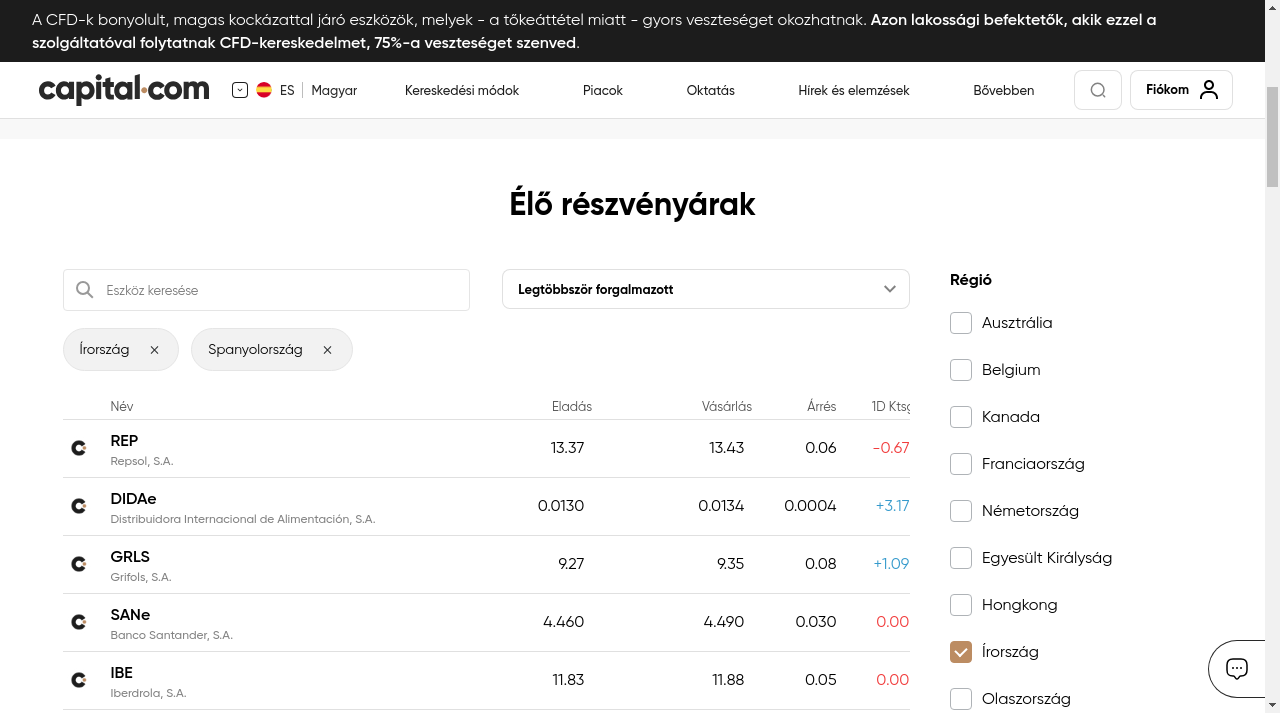 A CFD-k bonyolult, magas kockázattal járó eszközök, melyek - a tőkeáttétel miatt - gyors veszteséget okozhatnak. Azon lakossági befektetők, akik ezzel a
szolgáltatóval folytatnak CFD-kereskedelmet, 75%-a veszteséget szenved.
capital.com ES Magyar Kereskedési módok Piacok Oktatás Hírek és elemzések Bővebben Fiókom
Élő részvényárak
Eszköz keresése
Legtöbbször forgalmazott
Írország
Spanyolország
Név Eladás Vásárlás Árrés 1D Ktsg
REP 13.37 13.43 0.06 -0.67
Repsol, S.A.
DIDAe 0.0130 0.0134 0.0004 +3.17
Distribuidora Internacional de Alimentación, S.A.
GRLS 9.27 9.35 0.08 +1.09
Grifols, S.A.
SANe 4.460 4.490 0.030 0.00
Banco Santander, S.A.
IBE 11.83 11.88 0.05 0.00
Iberdrola, S.A.
Régió
Ausztrália
Belgium
Kanada
Franciaország
Németország
Egyesült Királyság
Hongkong
Írország
Olaszország